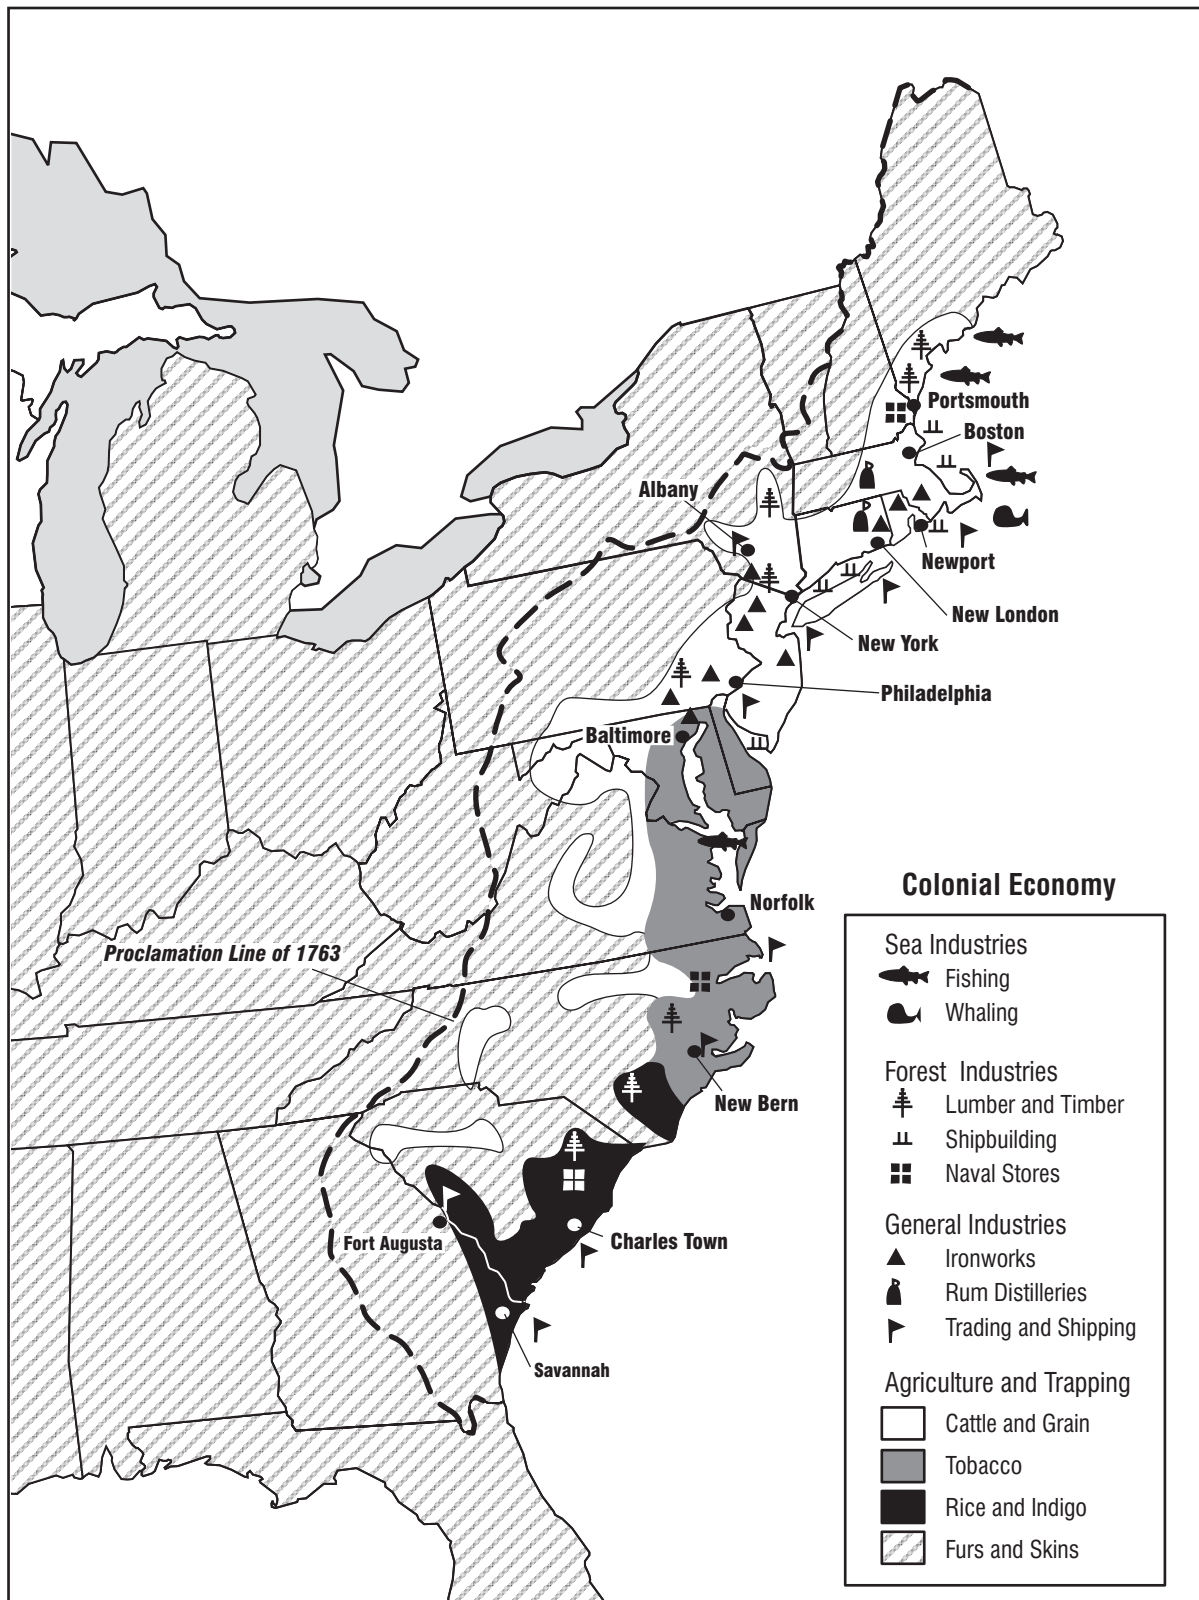 Portsmouth
Boston
Albany
Newport
New London
New York
Philadelphia
Baltimore
Norfolk
Proclamation Line of 1763
New Bern
Charles Town
Fort Augusta
Savannah
Colonial Economy
Sea Industries
Fishing
Whaling
Forest Industries
Lumber and Timber
Shipbuilding
Naval Stores
General Industries
Ironworks
Rum Distilleries
Trading and Shipping
Agriculture and Trapping
Cattle and Grain
Tobacco
Rice and Indigo
Furs and Skins